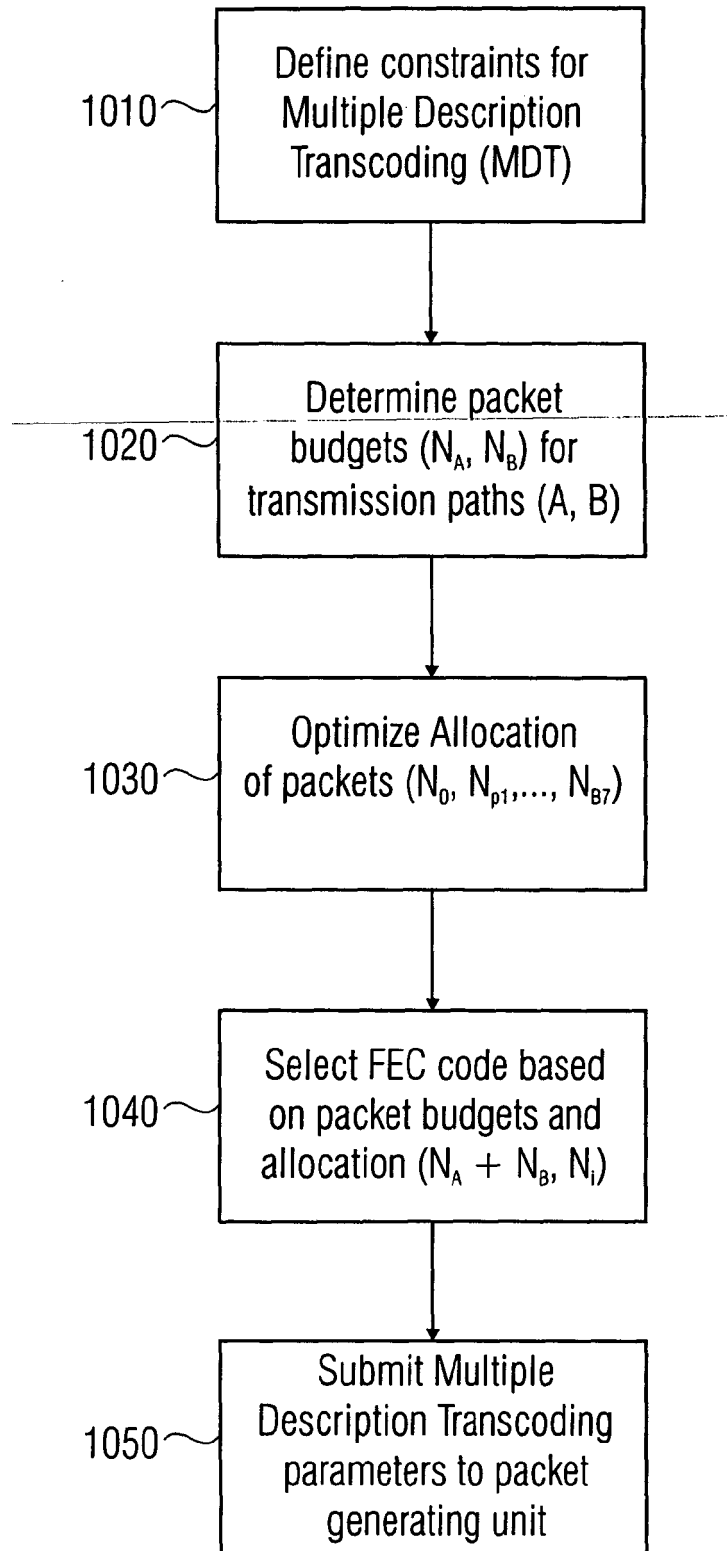 Define constraints for
1010
Multiple Description
Transcoding (MDT)
Determine packet
1020
budgets (N_A, N_B) for
transmission paths (A, B)
Optimize Allocation
1030
of packets (N_0, N_p1,..., N_B7)
Select FEC code based
1040
on packet budgets and
allocation (N_A + N_B, N_i)
Submit Multiple
1050
Description Transcoding
parameters to packet
generating unit